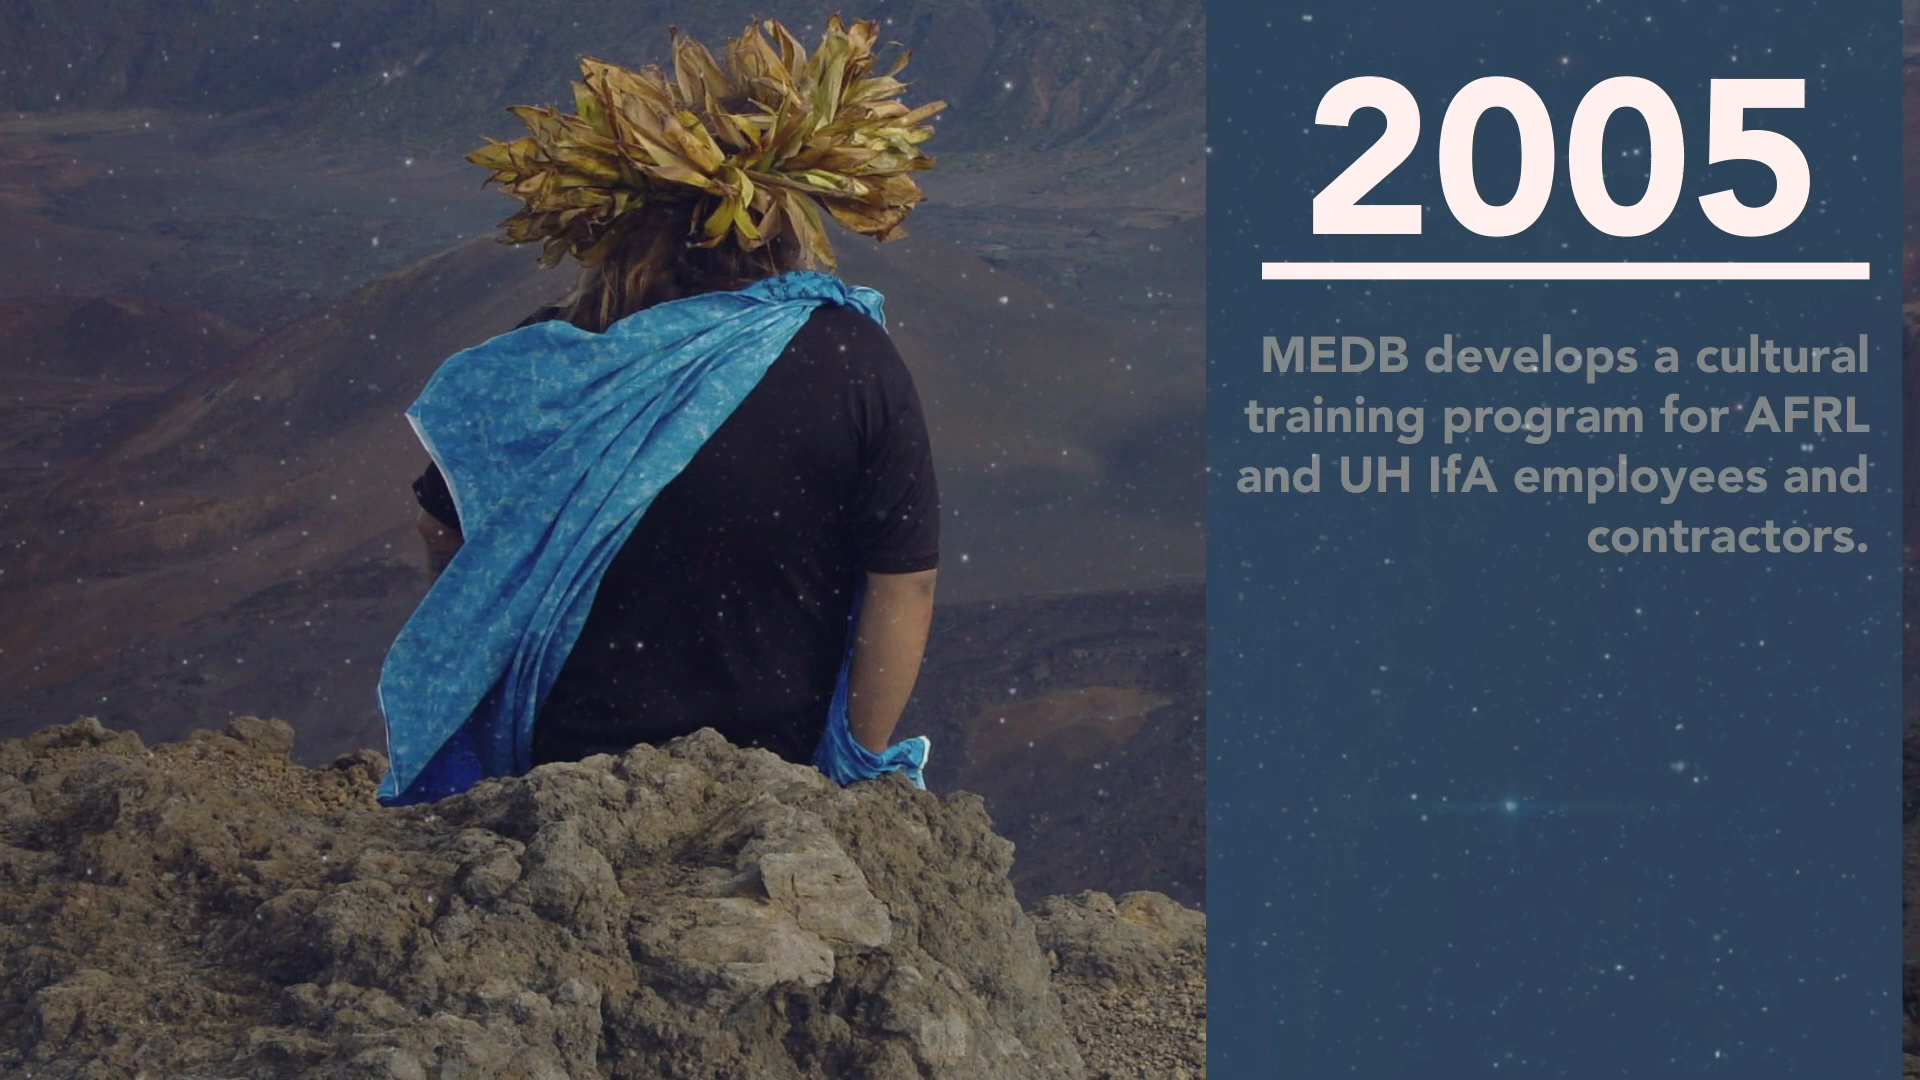 2005
MEDB develops a cultural
training program for AFRL
and UH IfA employees and
contractors.